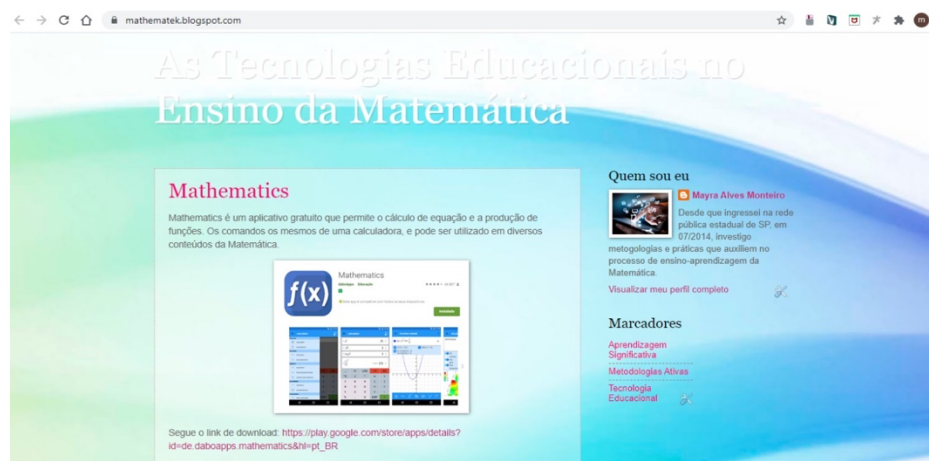 mathematek.blogspot.com
As Tecnologias Educacionais no
Ensino da Matemática
Mathematics
Mathematics é um aplicativo gratuito que permite o cálculo de equação e a produção de
funções. Os comandos os mesmos de uma calculadora, e pode ser utilizado em diversos
conteúdos da Matemática.
f(x)
Mathematics
Segue o link de download: https://play.google.com/store/apps/details?
id=de.daboapps.mathematics&hl=pt_BR
Quem sou eu
Mayra Alves Monteiro
Desde que ingressei na rede
pública estadual de SP, em
07/2014, investigo
metogologias e práticas que auxiliem no
processo de ensino-aprendizagem da
Matemática.
Visualizar meu perfil completo
Marcadores
Aprendizagem
Significativa
Metodologias Ativas
Tecnologia
Educacional